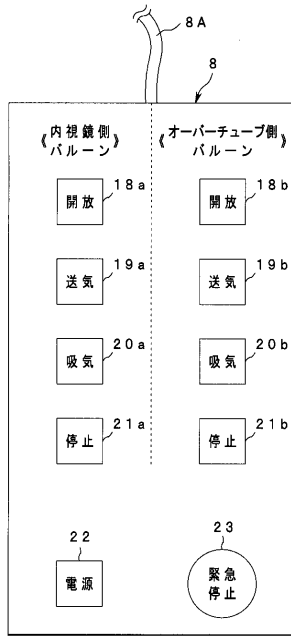 8A
8
《内視鏡側バルーン》
《オーバーチューブ側バルーン》
開放 18a
開放 18b
送気 19a
送気 19b
吸気 20a
吸気 20b
停止 21a
停止 21b
22
23
電源
緊急
停止